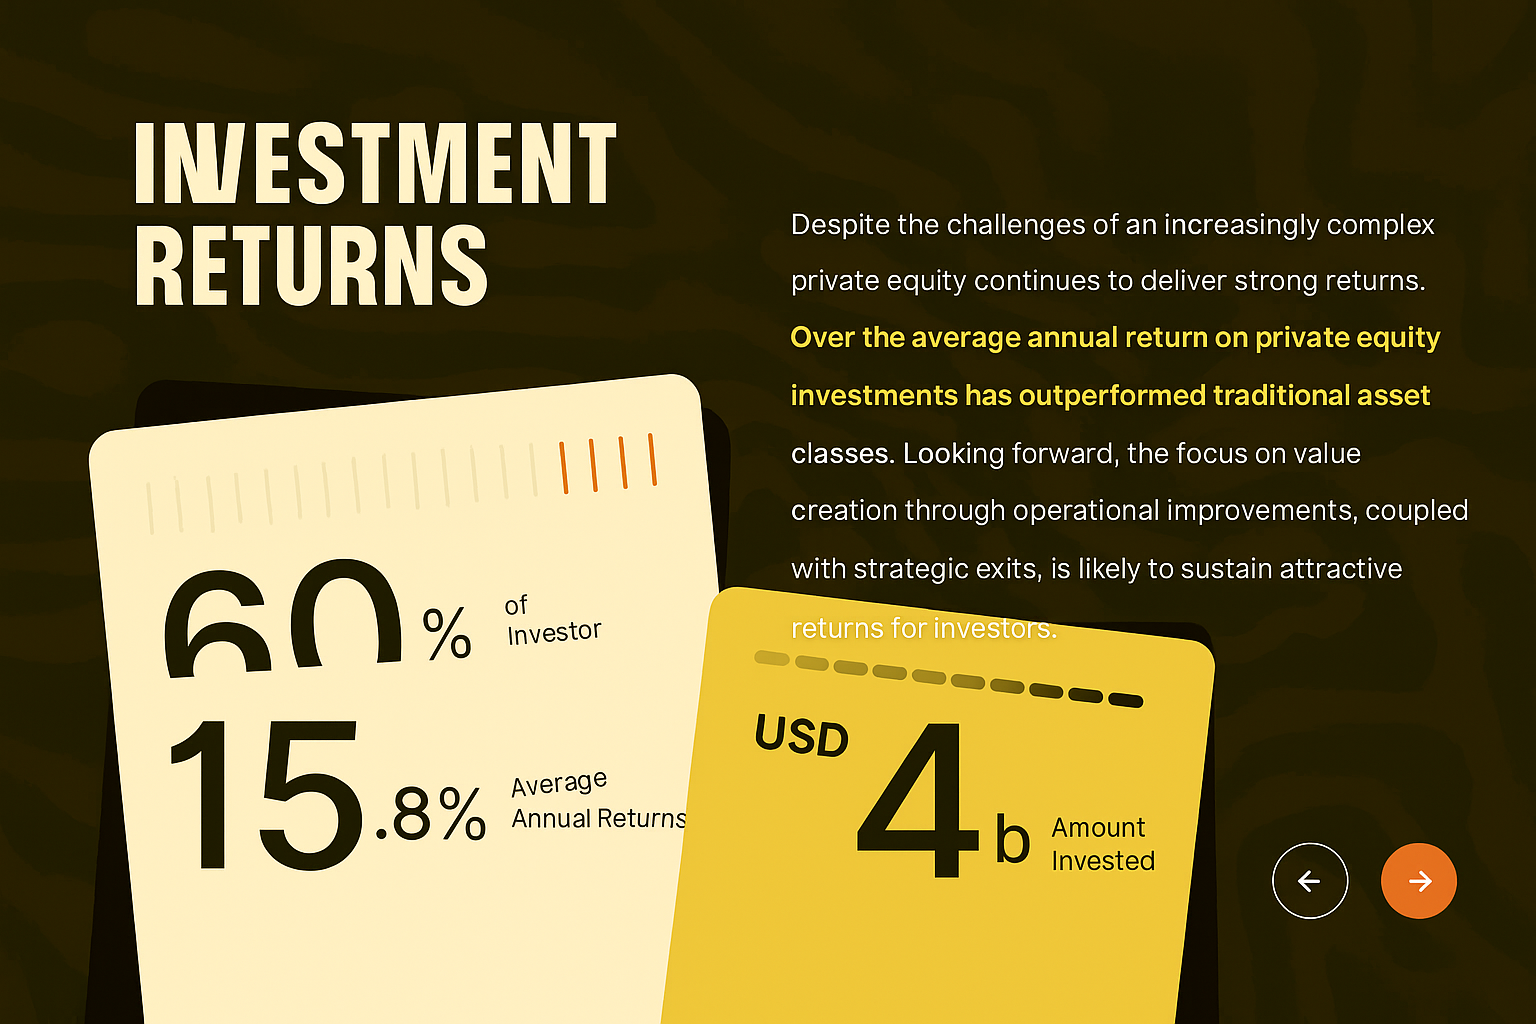 INVESTMENT
RETURNS
Despite the challenges of an increasingly complex
private equity continues to deliver strong returns.
Over the average annual return on private equity
investments has outperformed traditional asset
classes. Looking forward, the focus on value
creation through operational improvements, coupled
with strategic exits, is likely to sustain attractive
returns for investors.
60% of
Investor
15.8% Average
Annual Returns
USD 4b Amount
Invested